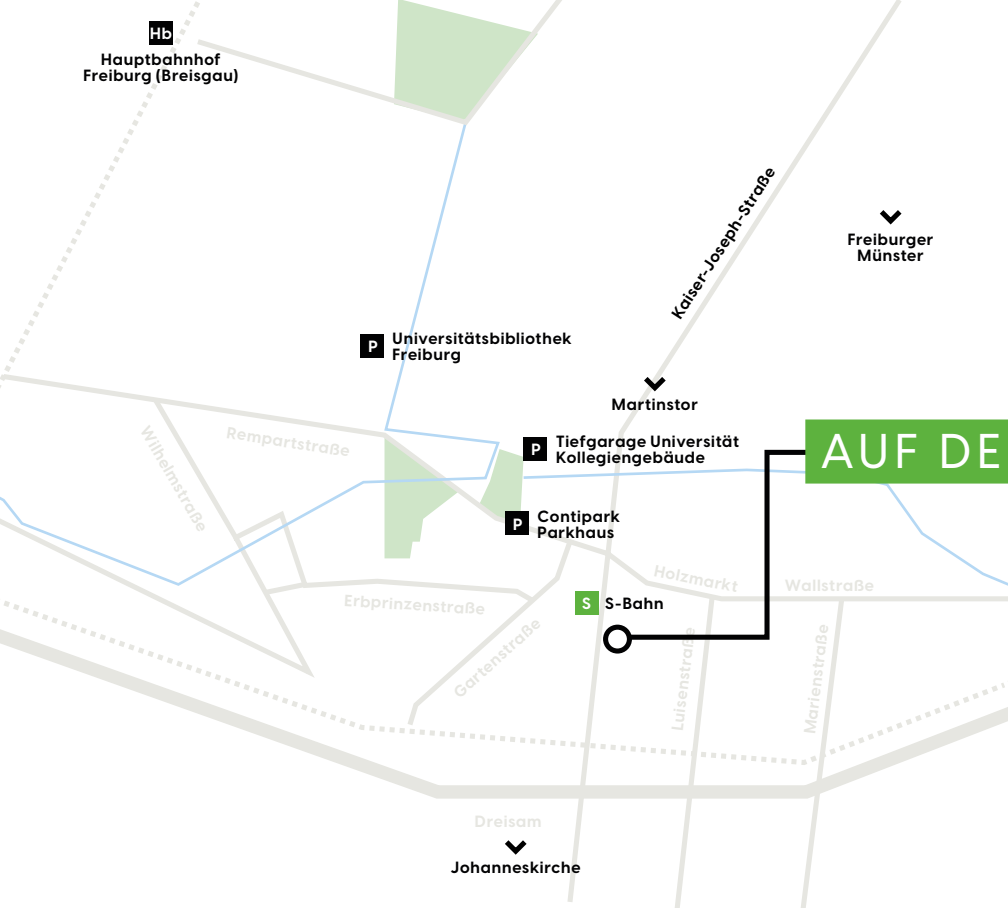 Hb
Hauptbahnhof
Freiburg (Breisgau)
Kaiser-Joseph-Straße
Freiburger
Münster
P
Universitätsbibliothek
Freiburg
Martinstor
Wilhelmstraße
Rempartstraße
P
Tiefgarage Universität
Kollegiengebäude
AUF DE
P
Contipark
Parkhaus
Holzmarkt
Wallstraße
Erbprinzenstraße
S
S-Bahn
Gartenstraße
Luisenstraße
Marienstraße
Dreisam
Johanneskirche